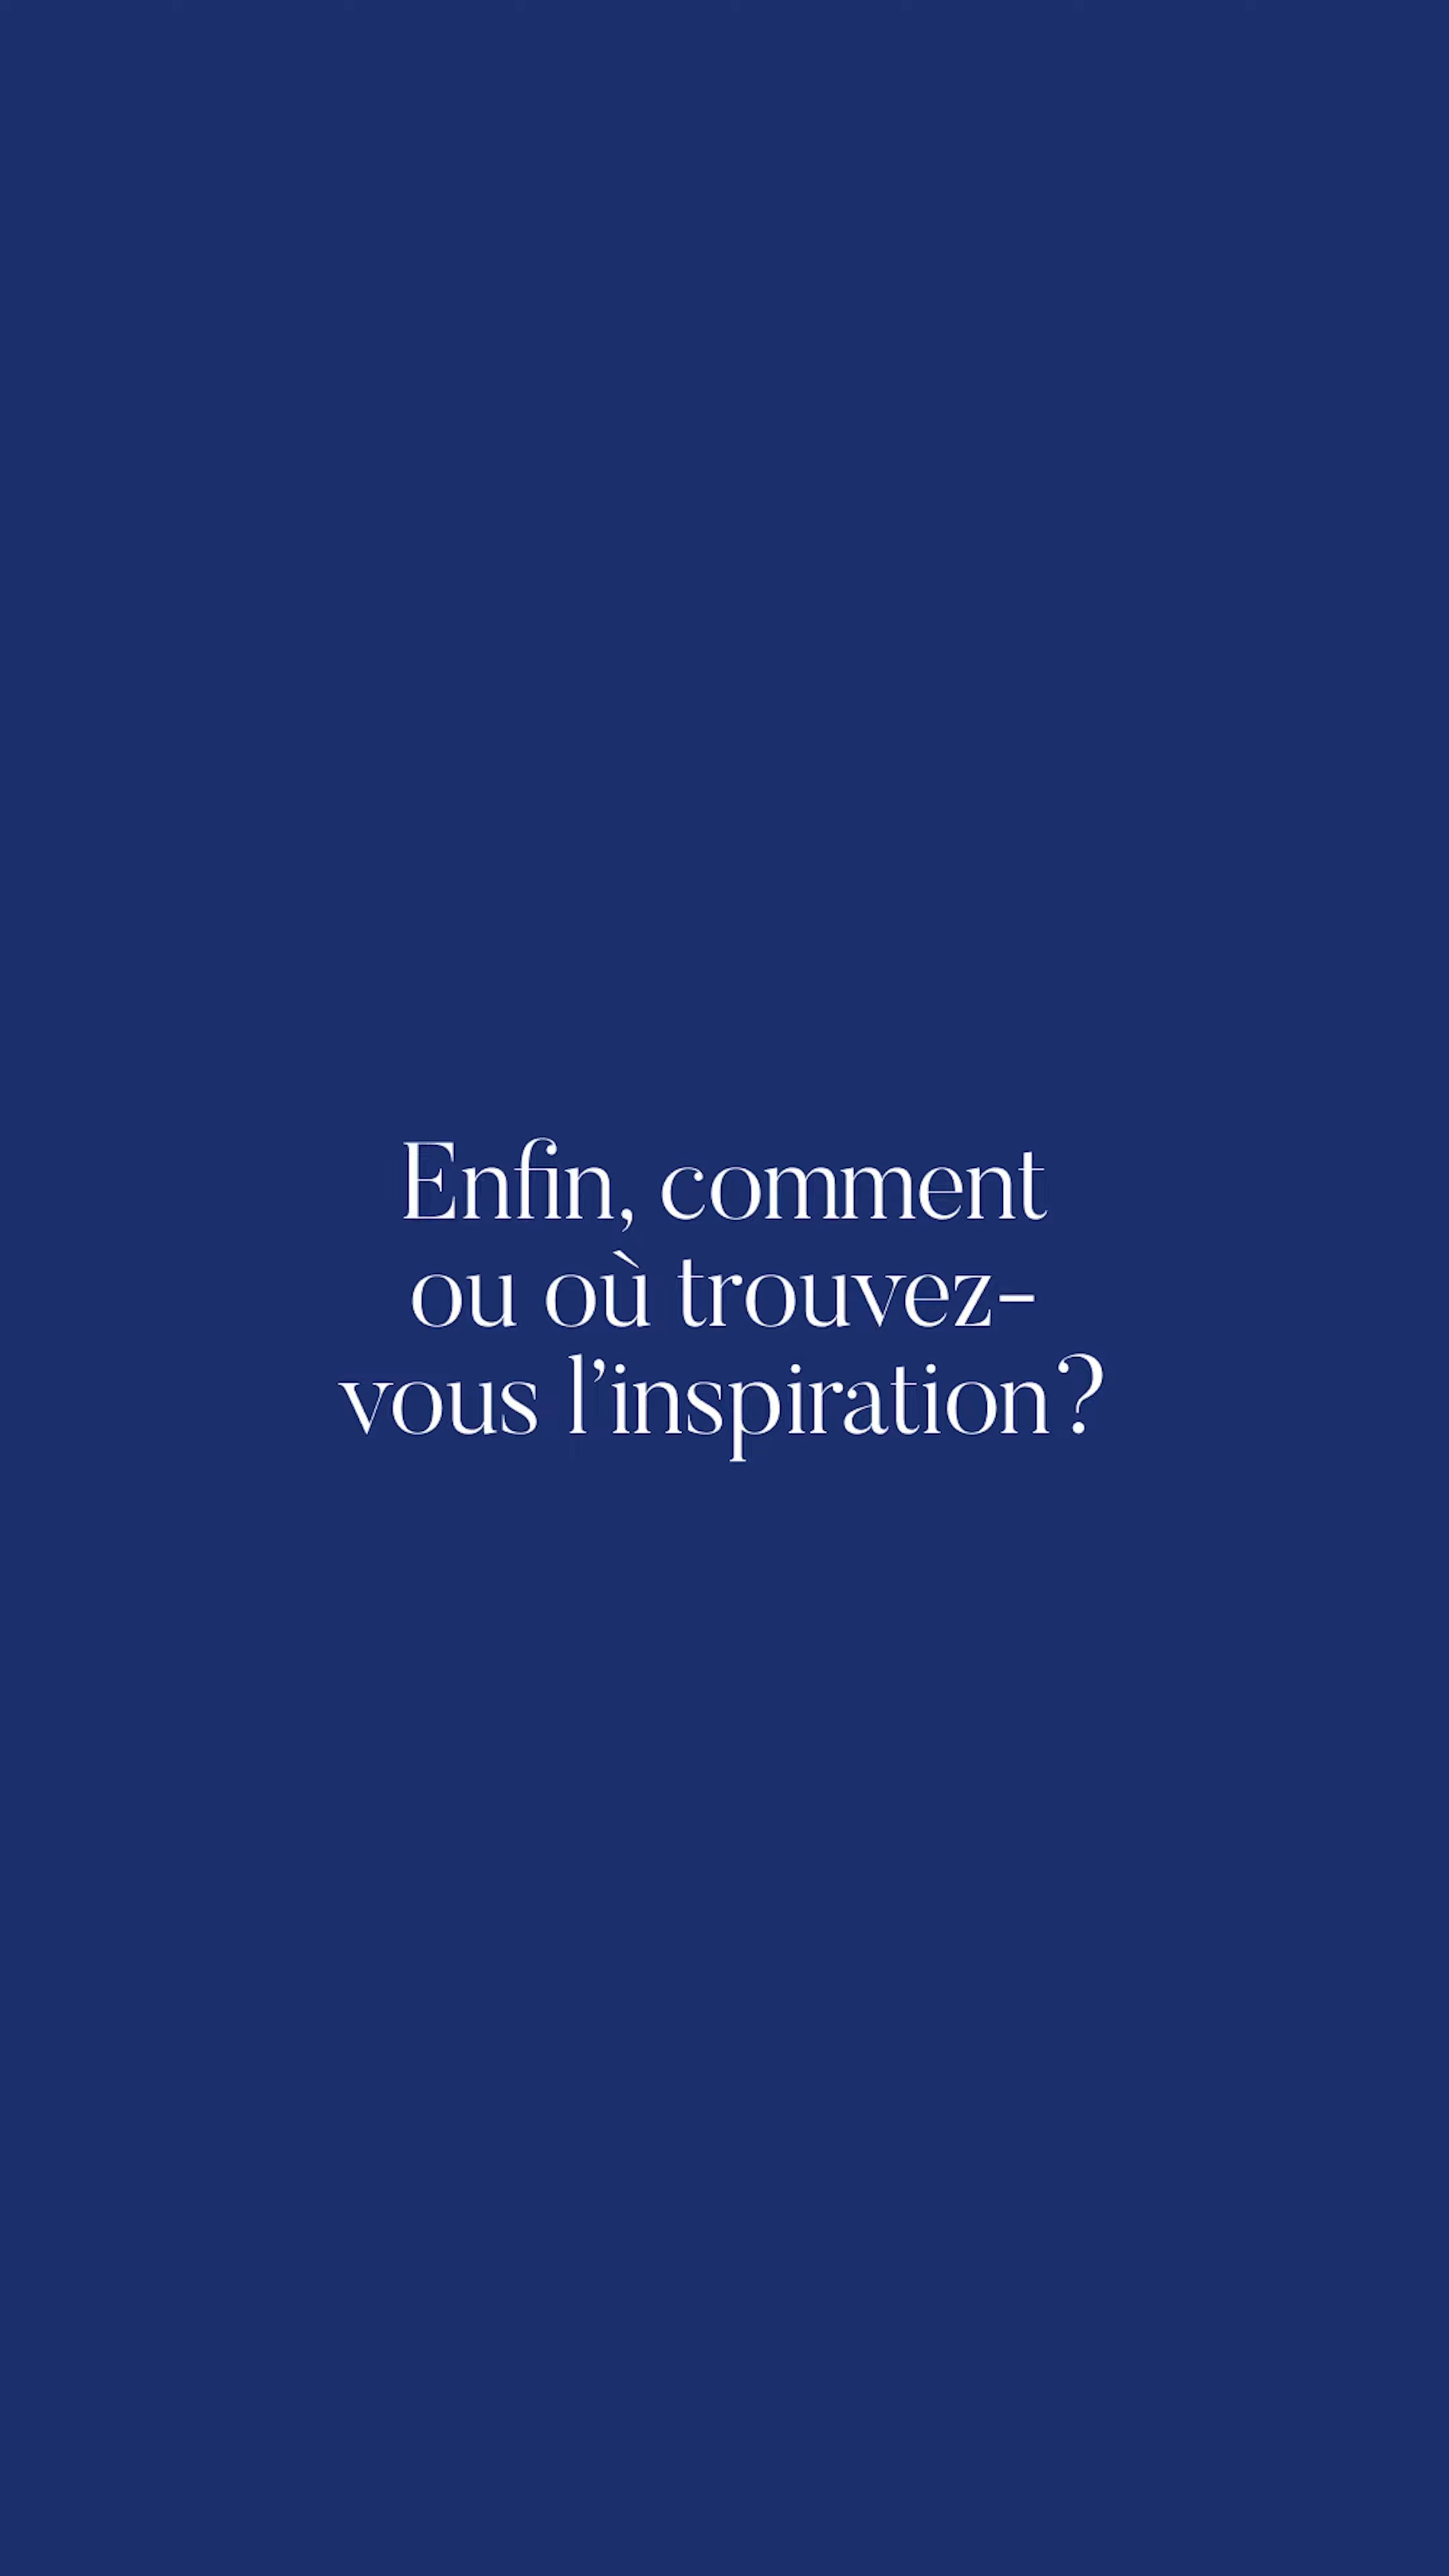 Enfin, comment
ou où trouvez-
vous l’inspiration?